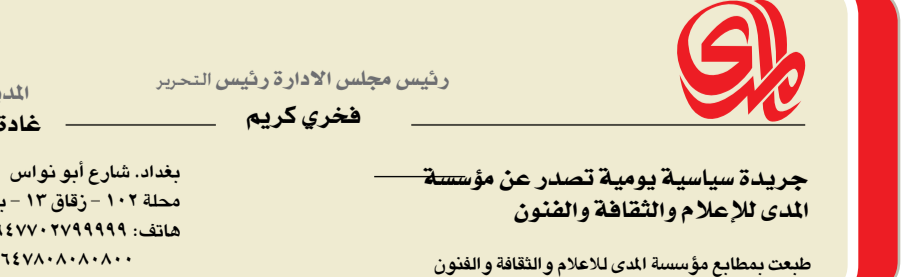 المدى
رئيس مجلس الادارة رئيس التحرير
فخري كريم
جريدة سياسية يومية تصدر عن مؤسسة
المدى للإعلام والثقافة والفنون
طبعت بمطابع مؤسسة المدى للاعلام والثقافة والفنون
بغداد. شارع أبو نواس
محلة ١٠٢ - زقاق ١٣ -
هاتف: